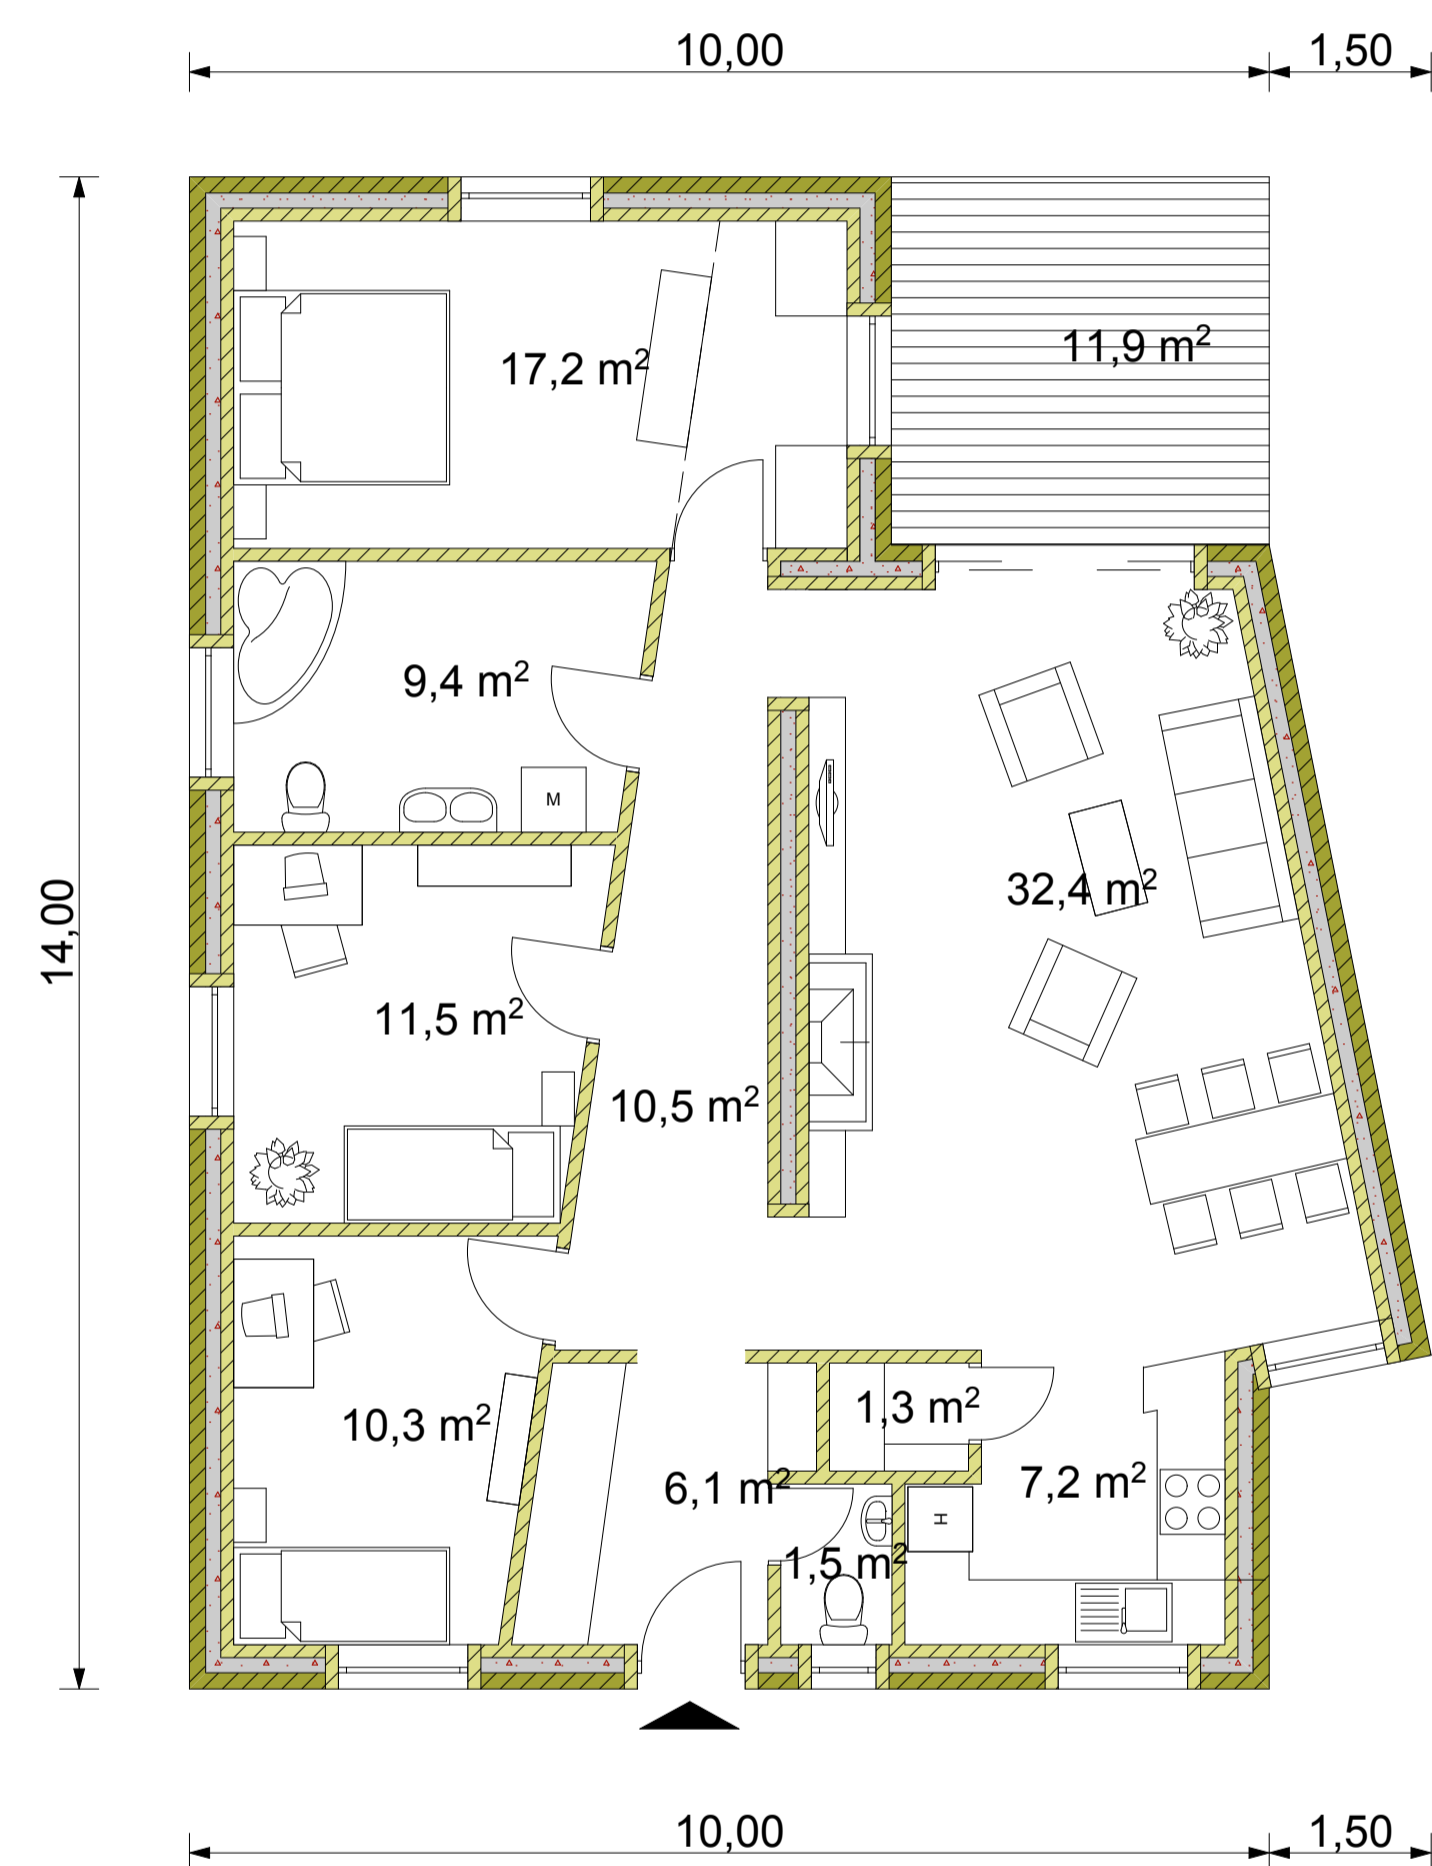 10,00
1,50
17,2 m²
11,9 m²
9,4 m²
M
32,4 m²
14,00
11,5 m²
10,5 m²
10,3 m²
1,3 m²
6,1 m²
7,2 m²
H
1,5 m²
10,00
1,50